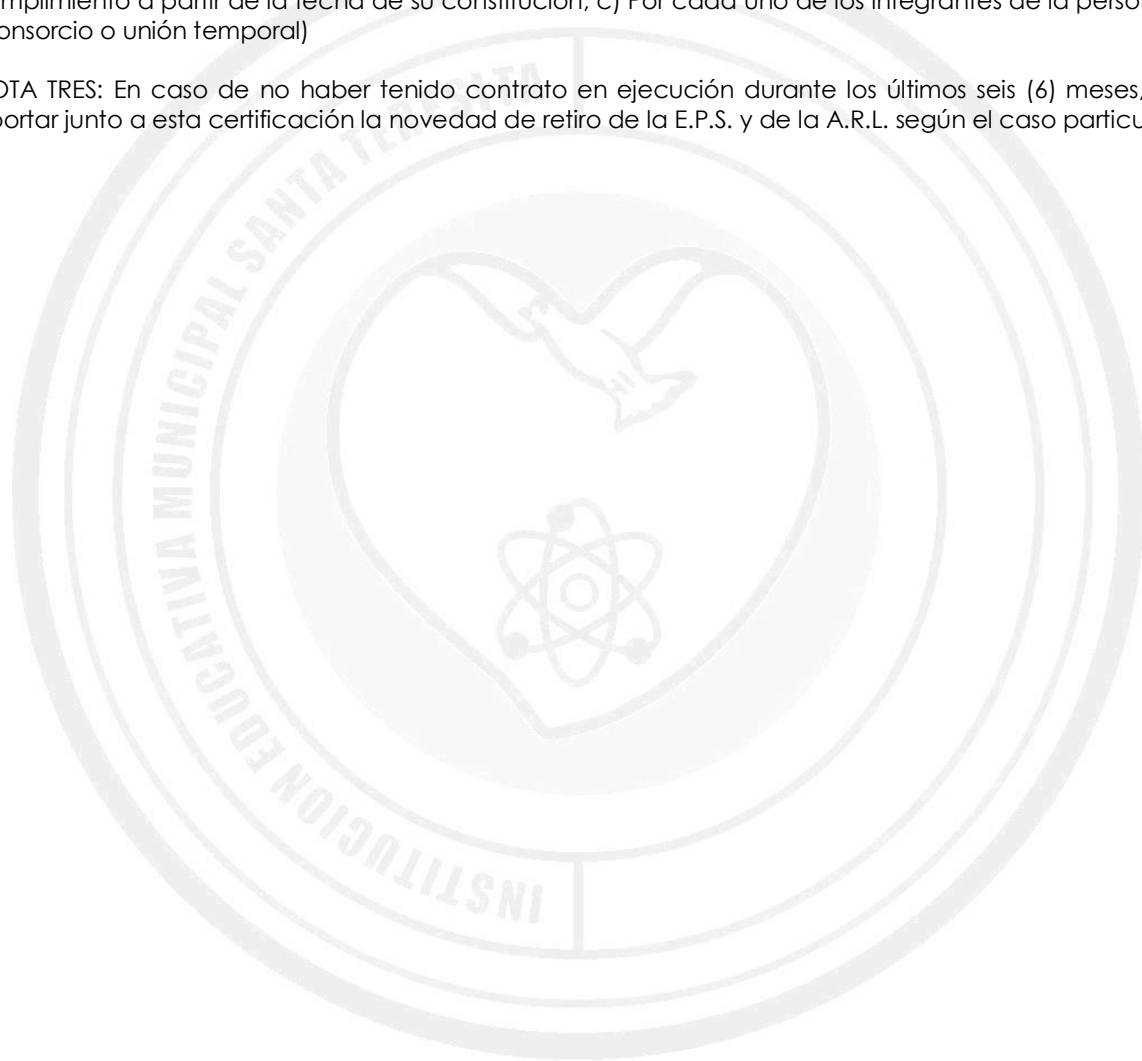 mplimiento a partir de la fecha de su constitución, c) Por cada uno de los integrantes de la perso
onsorcio o unión temporal)
OTA TRES: En caso de no haber tenido contrato en ejecución durante los últimos seis (6) meses,
portar junto a esta certificación la novedad de retiro de la E.P.S. y de la A.R.L. según el caso particu
INSTITUCION EDUCATIVA MUNICIPAL SANTA TERESITA